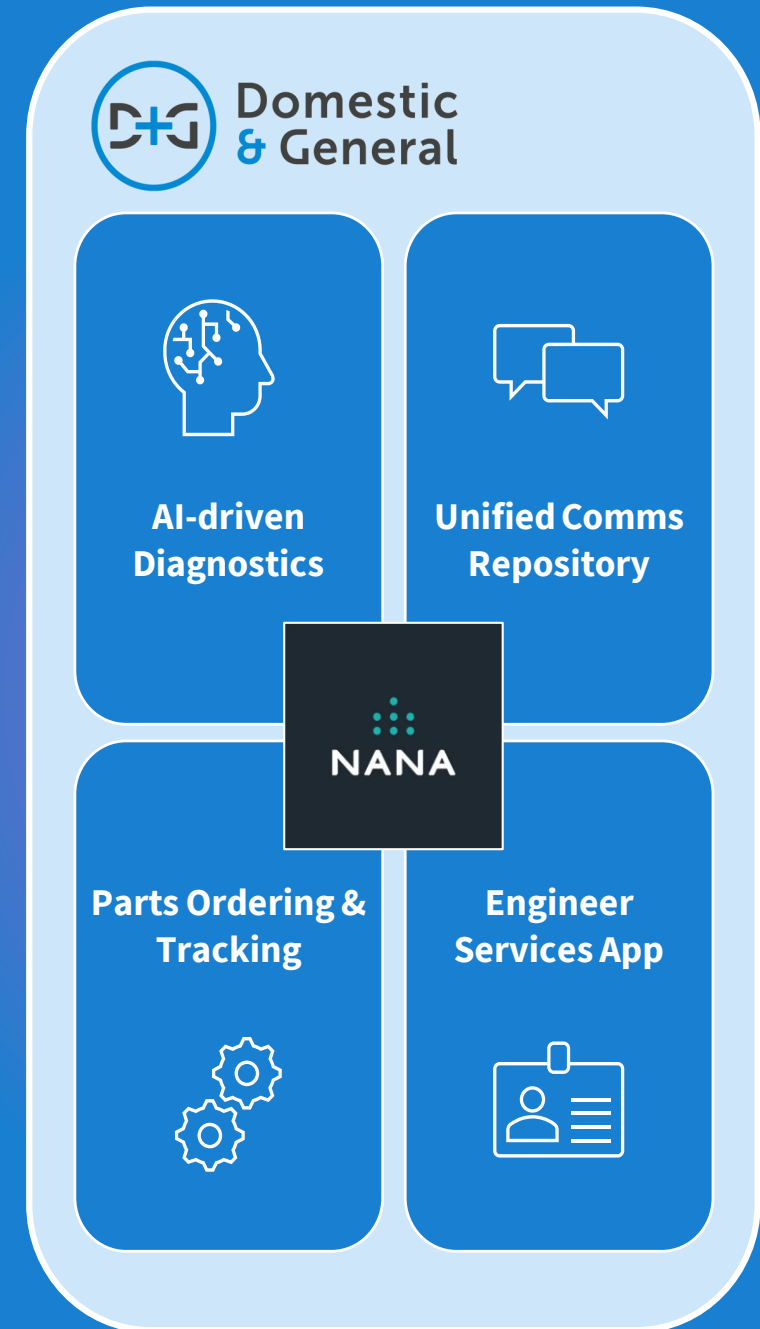 D+G
Domestic
& General
AI-driven
Diagnostics
Unified Comms
Repository
NANA
Parts Ordering &
Tracking
Engineer
Services App